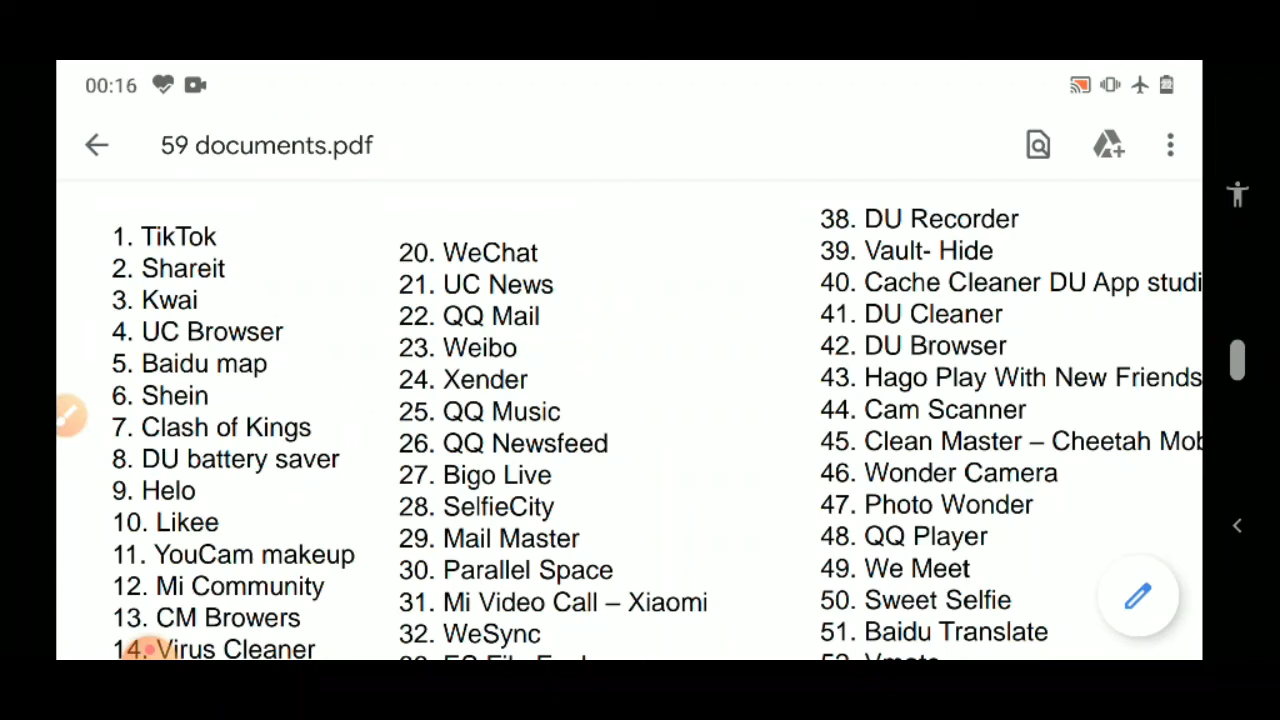 00:16
59 documents.pdf
1. TikTok
2. Shareit
3. Kwai
4. UC Browser
5. Baidu map
6. Shein
7. Clash of Kings
8. DU battery saver
9. Helo
10. Likee
11. YouCam makeup
12. Mi Community
13. CM Browers
14. Virus Cleaner
20. WeChat
21. UC News
22. QQ Mail
23. Weibo
24. Xender
25. QQ Music
26. QQ Newsfeed
27. Bigo Live
28. SelfieCity
29. Mail Master
30. Parallel Space
31. Mi Video Call – Xiaomi
32. WeSync
38. DU Recorder
39. Vault- Hide
40. Cache Cleaner DU App studi
41. DU Cleaner
42. DU Browser
43. Hago Play With New Friends
44. Cam Scanner
45. Clean Master – Cheetah Mob
46. Wonder Camera
47. Photo Wonder
48. QQ Player
49. We Meet
50. Sweet Selfie
51. Baidu Translate